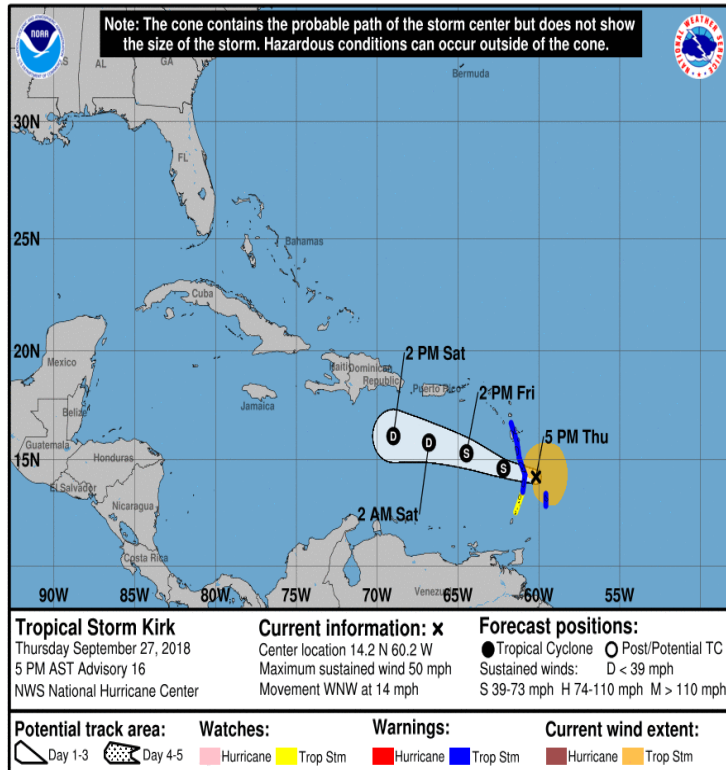 Note: The cone contains the probable path of the storm center but does not show
the size of the storm. Hazardous conditions can occur outside of the cone.
NOAA
NATIONAL WEATHER SERVICE
AL
GA
Bermuda
30N
FL
25N
Bahamas
Cuba
20N
2 PM Sat
Mexico
Haiti
Dominican
Republic
Puerto Rico
2 PM Fri
Jamaica
Belize
5 PM Thu
D
D
S
S
Guatemala
Honduras
15N
El Salvador
Nicaragua
2 AM Sat
Costa Rica
Venezuel
90W 85W 80W 75W 70W 65W 60W 55W
Tropical Storm Kirk
Thursday September 27, 2018
5 PM AST Advisory 16
NWS National Hurricane Center
Current information: x
Center location 14.2 N 60.2 W
Maximum sustained wind 50 mph
Movement WNW at 14 mph
Forecast positions:
Tropical Cyclone Post/Potential TC
Sustained winds: D < 39 mph
S 39-73 mph H 74-110 mph M > 110 mph
Potential track area:
Day 1-3 Day 4-5
Watches:
Hurricane Trop Stm
Warnings:
Hurricane Trop Stm
Current wind extent:
Hurricane Trop Stm